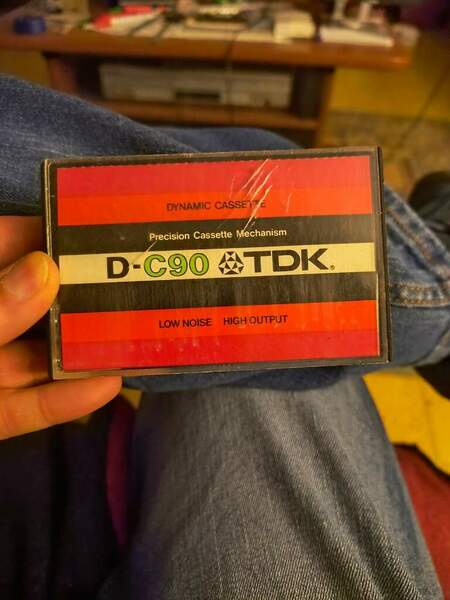 DYNAMIC CASSETTE
Precision Cassette Mechanism
D-C90 TDK®
LOW NOISE HIGH OUTPUT